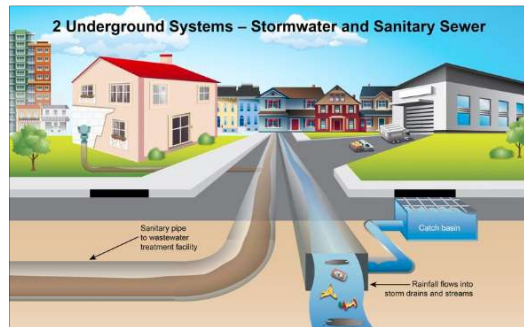 2 Underground Systems – Stormwater and Sanitary Sewer
Sanitary pipe
to wastewater
treatment facility
Catch basin
Rainfall flows into
storm drains and streams